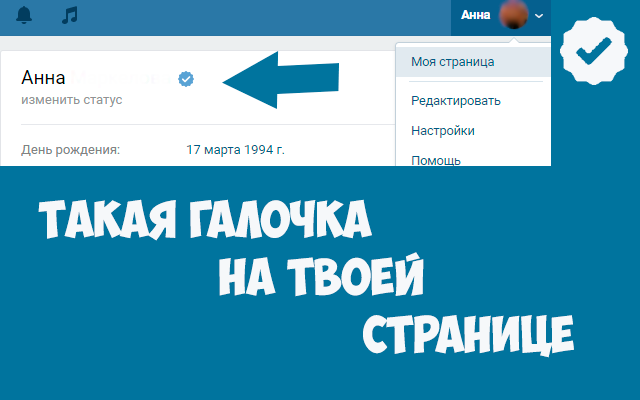 Анна
Анна
изменить статус
День рождения: 17 марта 1994 г.
Моя страница
Редактировать
Настройки
Помощь
ТАКАЯ ГАЛОЧКА
НА ТВОЕЙ
СТРАНИЦЕ